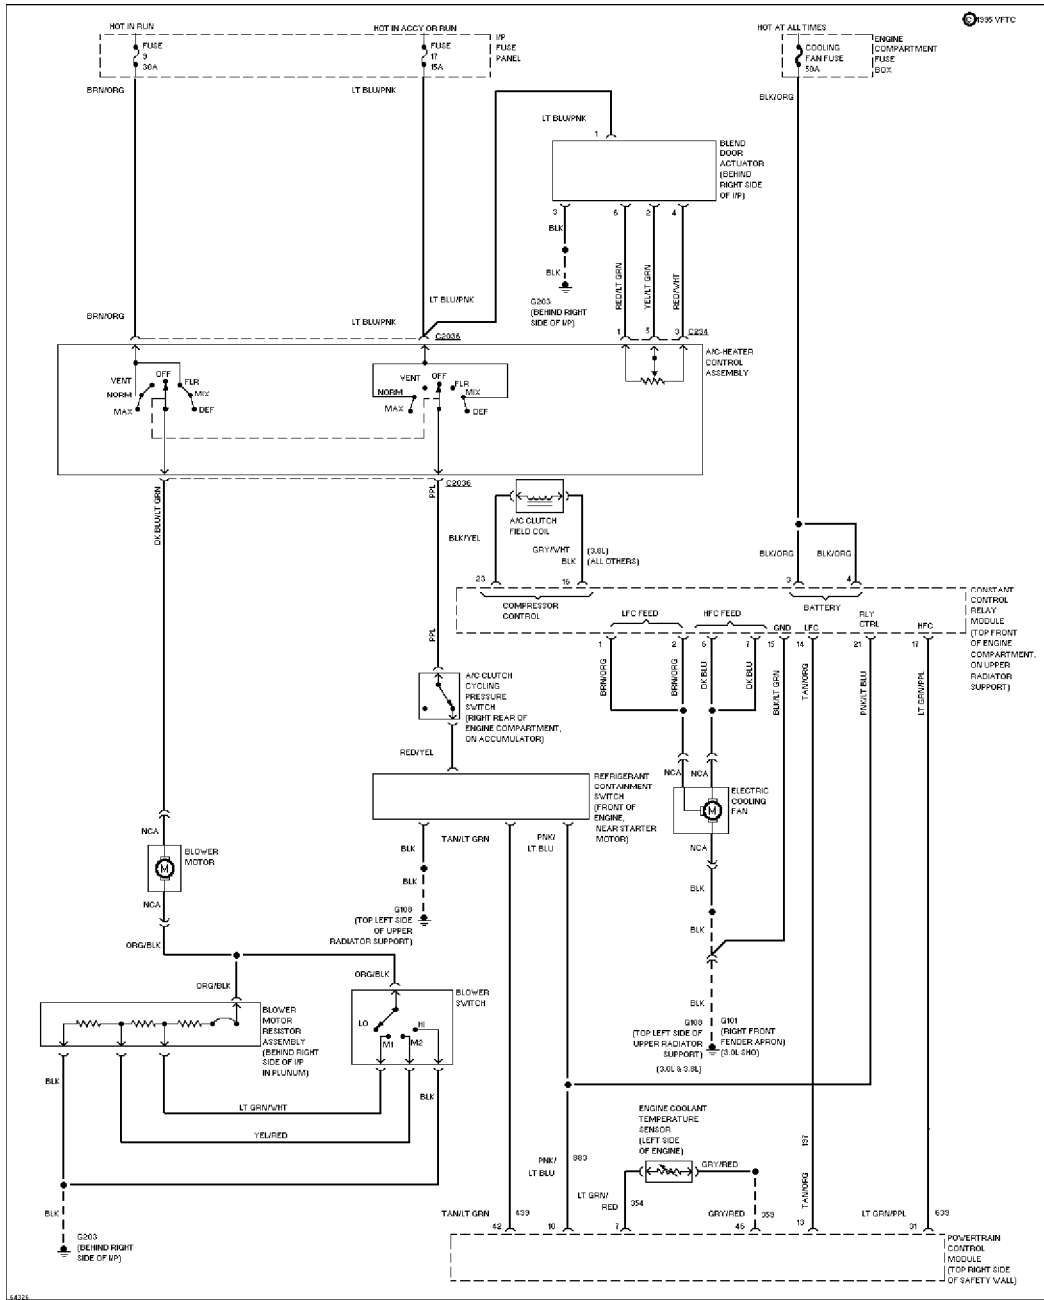 © 1995 VFTC
HOT IN RUN
HOT IN ACCY OR RUN
HOT AT ALL TIMES
FUSE
9
30A
FUSE
17
15A
I/P
FUSE
PANEL
COOLING
FAN FUSE
50A
ENGINE
COMPARTMENT
FUSE
BOX
BRN/ORG
LT BLU/PNK
BLK/ORG
LT BLU/PNK
1
BLEND
DOOR
ACTUATOR
(BEHIND
RIGHT SIDE
OF I/P)
3
6
2
4
BLK
BLK
RED/LT GRN
YEL/LT GRN
RED/WHT
G203
(BEHIND RIGHT
SIDE OF I/P)
LT BLU/PNK
BRN/ORG
LT BLU/PNK
C2036
1
5
3
C234
A/C-HEATER
CONTROL
ASSEMBLY
OFF
VENT
FLR
NORM
MIX
MAX
DEF
OFF
VENT
FLR
NORM
MIX
MAX
DEF
C2036
DK BLU/LT GRN
PPL
A/C CLUTCH
FIELD COIL
BLK/YEL
GRY/WHT
(3.8L)
BLK
(ALL OTHERS)
BLK/ORG
BLK/ORG
23
16
3
4
COMPRESSOR
CONTROL
BATTERY
LFC FEED
HFC FEED
GND
LFC
RLY
CTRL
HFC
CONSTANT
CONTROL
RELAY
MODULE
(TOP FRONT
OF ENGINE
COMPARTMENT,
ON UPPER
RADIATOR
SUPPORT)
1
2
6
7
15
14
21
17
PPL
BRN/ORG
BRN/ORG
DK BLU
DK BLU
BLK/LT GRN
TAN/ORG
PNK/LT BLU
LT GRN/PPL
A/C CLUTCH
CYCLING
PRESSURE
SWITCH
(RIGHT REAR OF
ENGINE COMPARTMENT,
ON ACCUMULATOR)
RED/YEL
REFRIGERANT
CONTAINMENT
SWITCH
(FRONT OF
ENGINE,
NEAR STARTER
MOTOR)
NCA
NCA
ELECTRIC
COOLING
FAN
M
NCA
BLK
TAN/LT GRN
PNK/
LT BLU
BLK
NCA
BLOWER
MOTOR
M
NCA
G108
(TOP LEFT SIDE
OF UPPER
RADIATOR SUPPORT)
BLK
BLK
ORG/BLK
ORG/BLK
ORG/BLK
BLOWER
SWITCH
LO
HI
M1
M2
BLOWER
MOTOR
RESISTOR
ASSEMBLY
(BEHIND RIGHT
SIDE OF I/P
IN PLUNUM)
BLK
G108
(TOP LEFT SIDE OF
UPPER RADIATOR
SUPPORT)
(3.0L & 3.8L)
G101
(RIGHT FRONT
FENDER APRON)
(3.0L SHO)
BLK
BLK
LT GRN/WHT
YEL/RED
ENGINE COOLANT
TEMPERATURE
SENSOR
(LEFT SIDE
OF ENGINE)
GRY/RED
197
PNK/
LT BLU
883
LT GRN/
RED
354
TAN/ORG
BLK
G203
(BEHIND RIGHT
SIDE OF I/P)
TAN/LT GRN
439
GRY/RED
359
LT GRN/PPL
639
42
10
7
46
13
31
POWERTRAIN
CONTROL
MODULE
(TOP RIGHT SIDE
OF SAFETY WALL)
64326